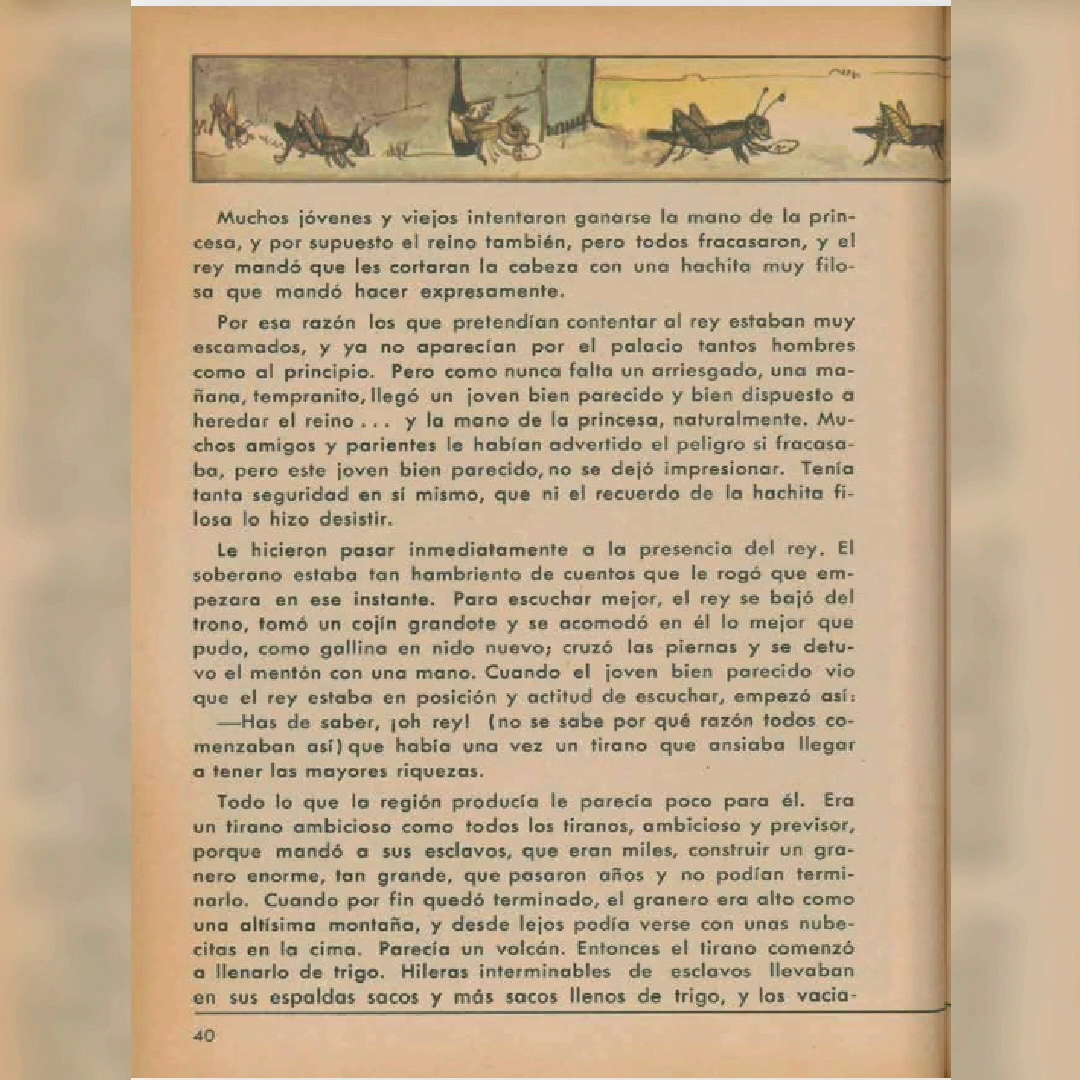 Muchos jóvenes y viejos intentaron ganarse la mano de la prin-
cesa, y por supuesto el reino también, pero todos fracasaron, y el
rey mandó que les cortaran la cabeza con una hachita muy filo-
sa que mandó hacer expresamente.
Por esa razón los que pretendían contentar al rey estaban muy
escamados, y ya no aparecían por el palacio tantos hombres
como al principio. Pero como nunca falta un arriesgado, una ma-
ñana, tempranito, llegó un joven bien parecido y bien dispuesto a
heredar el reino... y la mano de la princesa, naturalmente. Mu-
chos amigos y parientes le habían advertido el peligro si fracasa-
ba, pero este joven bien parecido, no se dejó impresionar. Tenía
tanta seguridad en sí mismo, que ni el recuerdo de la hachita fi-
losa lo hizo desistir.
Le hicieron pasar inmediatamente a la presencia del rey. El
soberano estaba tan hambriento de cuentos que le rogó que em-
pezara en ese instante. Para escuchar mejor, el rey se bajó del
trono, tomó un cojín grandote y se acomodó en él lo mejor que
pudo, como gallina en nido nuevo; cruzó las piernas y se detu-
vo el mentón con una mano. Cuando el joven bien parecido vio
que el rey estaba en posición y actitud de escuchar, empezó así:
—Has de saber, ¡oh rey! (no se sabe por qué razón todos co-
menzaban así) que había una vez un tirano que ansiaba llegar
a tener las mayores riquezas.
Todo lo que la región producía le parecía poco para él. Era
un tirano ambicioso como todos los tiranos, ambicioso y previsor,
porque mandó a sus esclavos, que eran miles, construir un gra-
nero enorme, tan grande, que pasaron años y no podían termi-
narlo. Cuando por fin quedó terminado, el granero era alto como
una altísima montaña, y desde lejos podía verse con unas nube-
citas en la cima. Parecía un volcán. Entonces el tirano comenzó
a llenarlo de trigo. Hileras interminables de esclavos llevaban
en sus espaldas sacos y más sacos llenos de trigo, y los vacia-
40